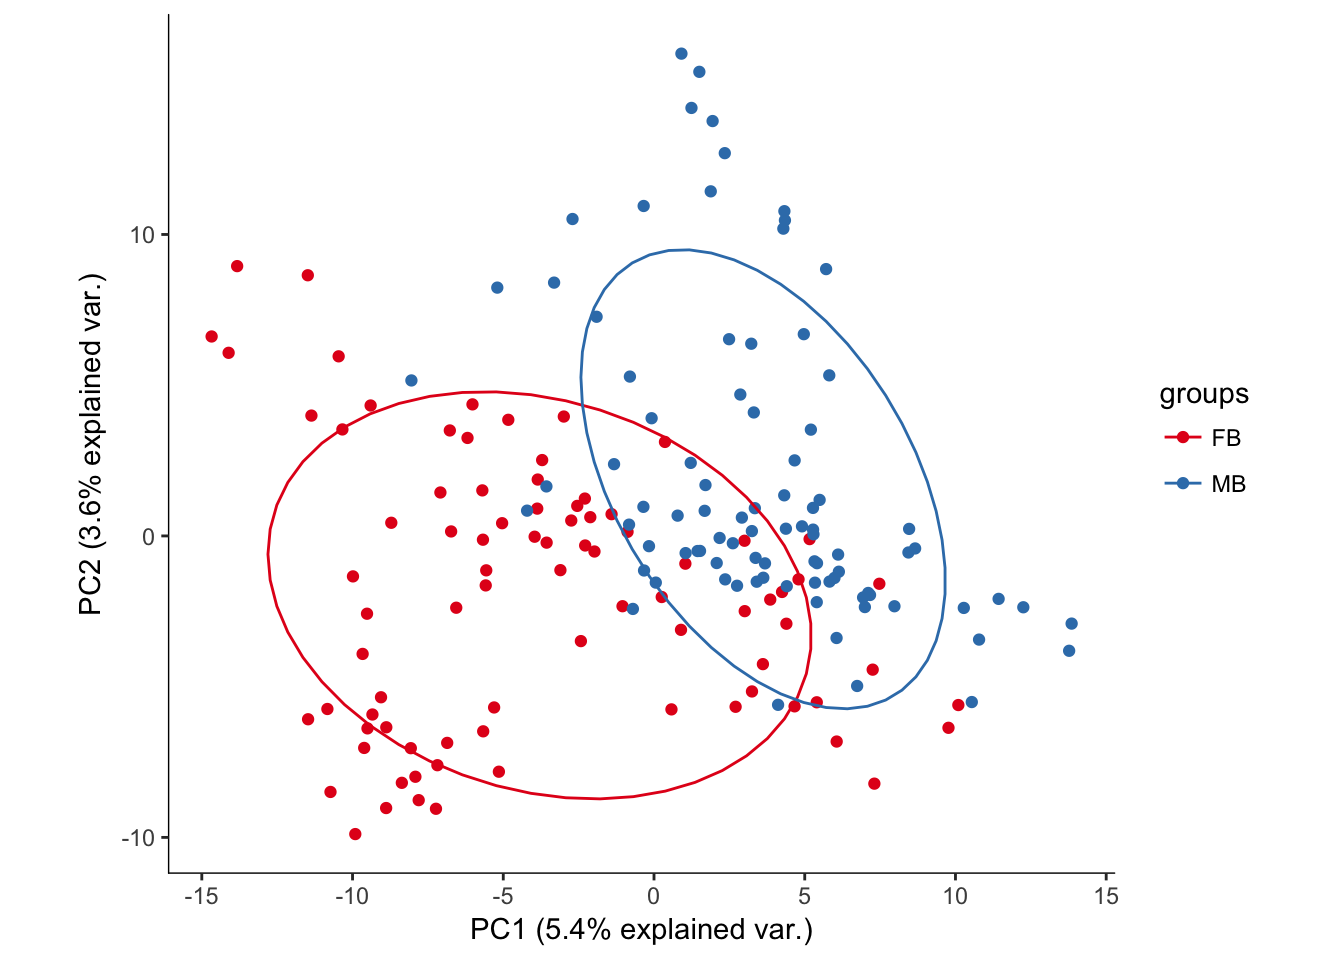 PC2 (3.6% explained var.)
10
0
-10
-15
-10
-5
0
5
10
15
PC1 (5.4% explained var.)
groups
FB
MB